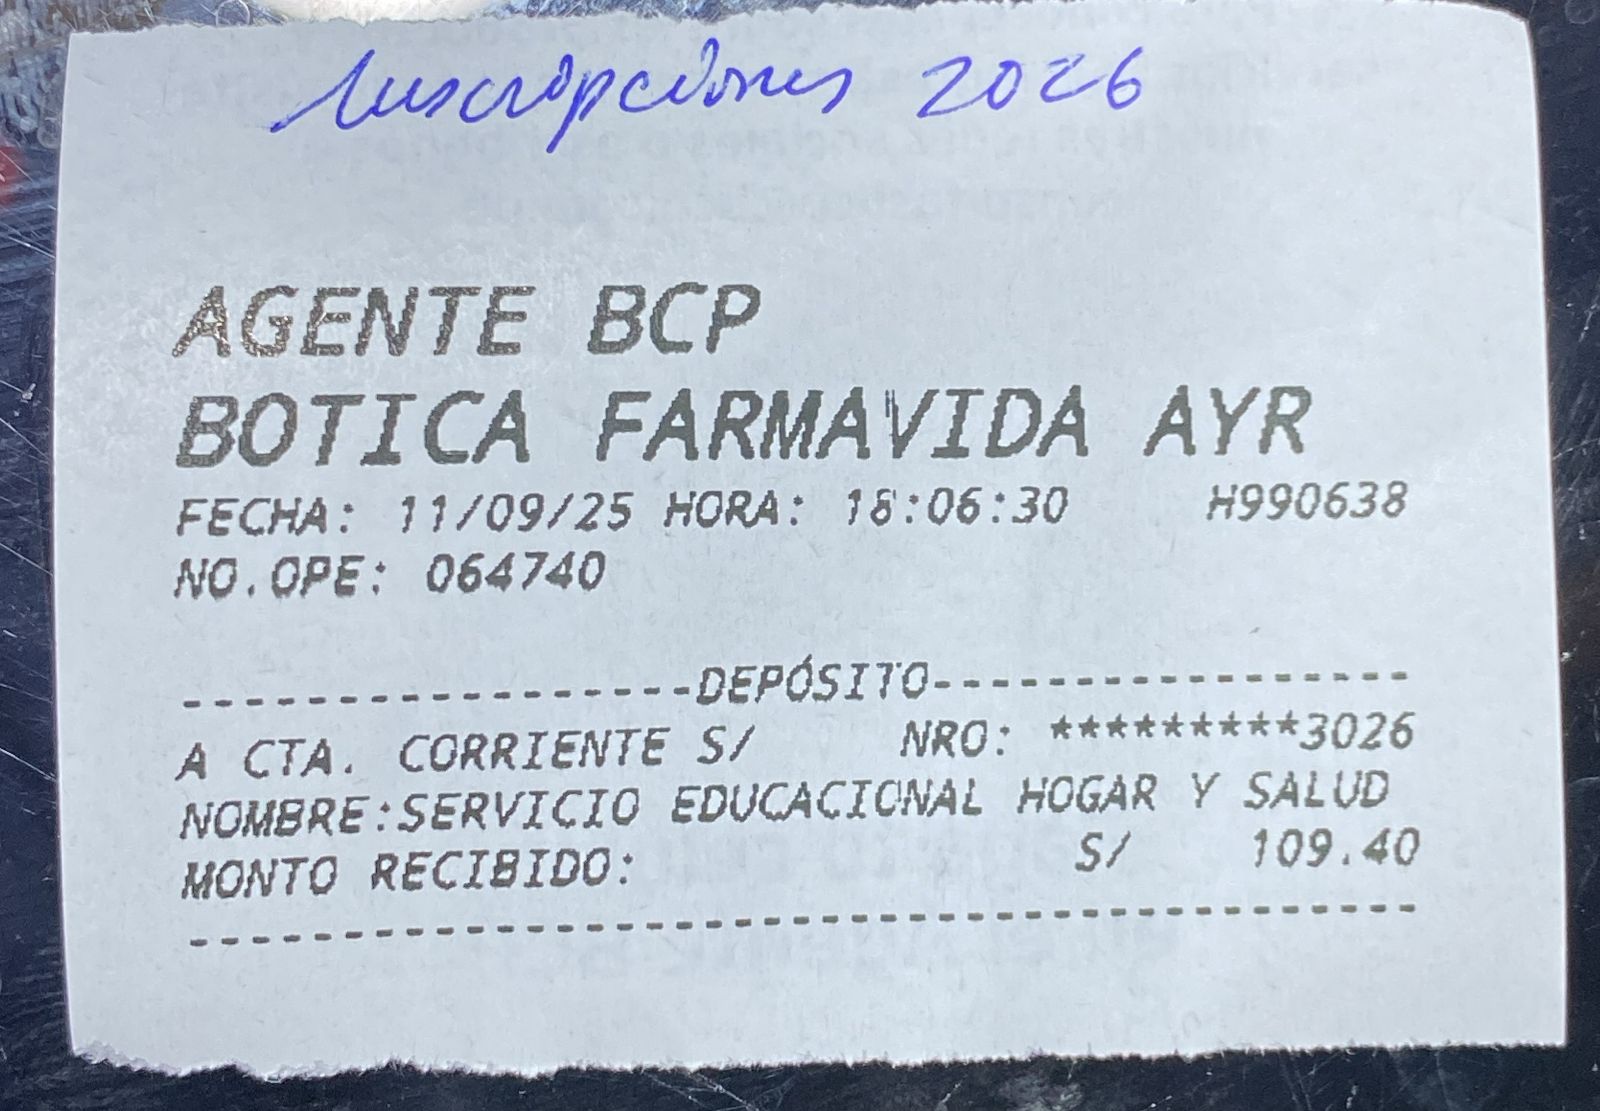 Inscripciones 2026
AGENTE BCP
BOTICA FARMAVIDA AYR
FECHA: 11/09/25 HORA: 18:06:30 H990638
NO.OPE: 064740
------------------DEPÓSITO-----------------
A CTA. CORRIENTE S/ NRO: *********3026
NOMBRE:SERVICIO EDUCACIONAL HOGAR Y SALUD
MONTO RECIBIDO: S/ 109.40
-------------------------------------------